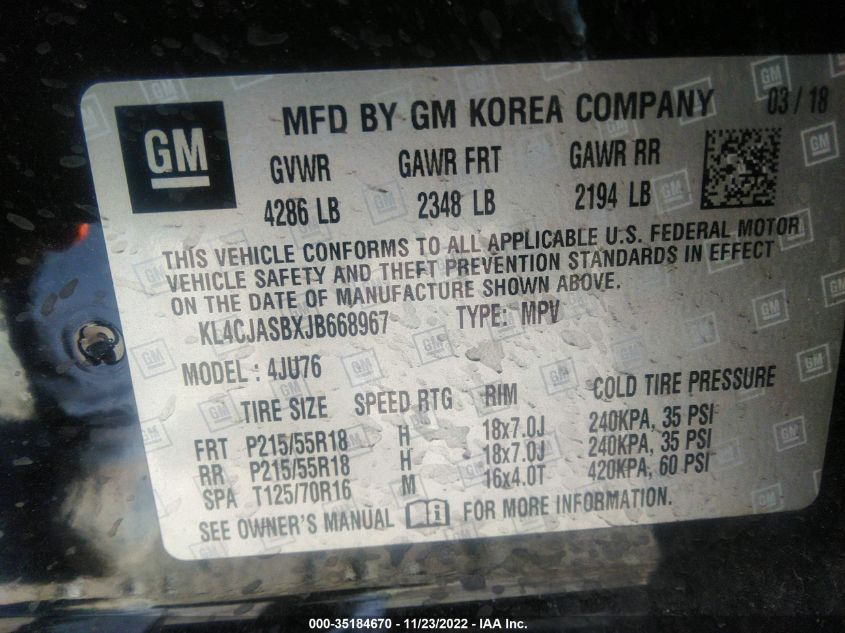 GM
MFD BY GM KOREA COMPANY 03 / 18
GVWR GAWR FRT GAWR RR
4286 LB 2348 LB 2194 LB
THIS VEHICLE CONFORMS TO ALL APPLICABLE U.S. FEDERAL MOTOR
VEHICLE SAFETY AND THEFT PREVENTION STANDARDS IN EFFECT
ON THE DATE OF MANUFACTURE SHOWN ABOVE.
KL4CJASBXJB668967 TYPE: MPV
MODEL : 4JU76
TIRE SIZE SPEED RTG RIM COLD TIRE PRESSURE
FRT P215/55R18 H 18x7.0J 240KPA, 35 PSI
RR P215/55R18 H 18x7.0J 240KPA, 35 PSI
SPA T125/70R16 M 16x4.0T 420KPA, 60 PSI
SEE OWNER'S MANUAL i FOR MORE INFORMATION.
000-35184670 - 11/23/2022 - IAA Inc.